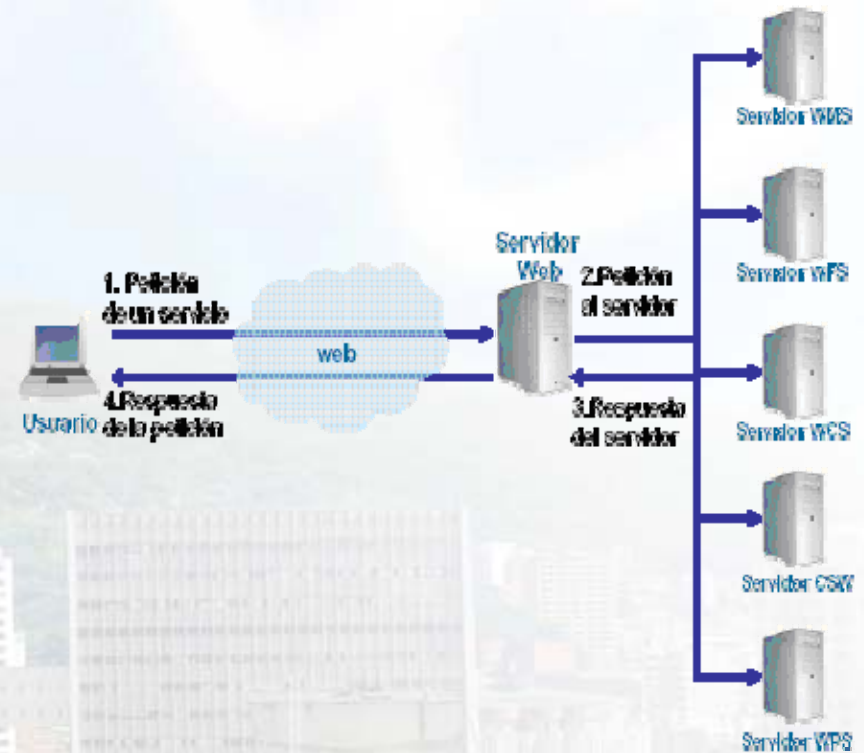 Servidor WMS
Servidor WFS
Servidor
Web
1. Petición
de un servicio
2.Petición
al servidor
web
Usuario
4.Respuesta
de la petición
3.Respuesta
del servidor
Servidor WCS
Servidor CSW
Servidor WPS